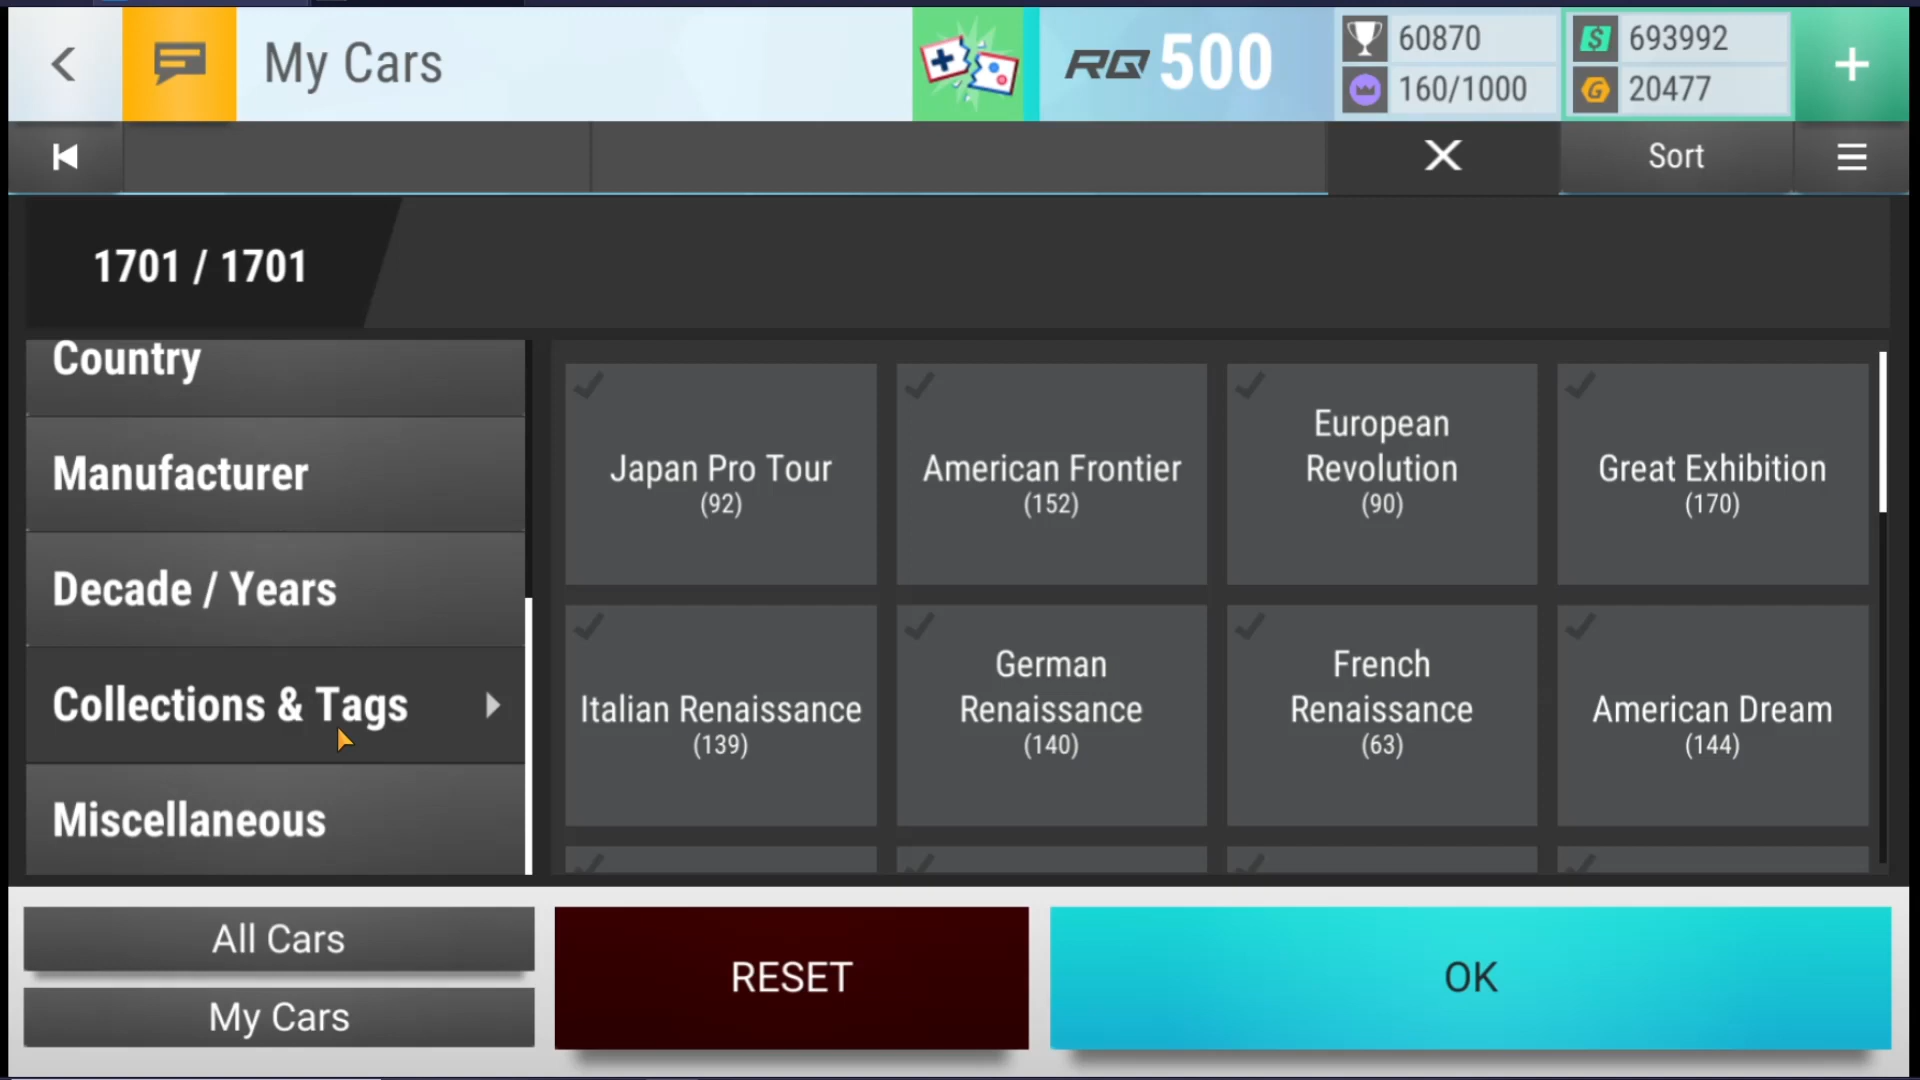 My Cars
RQ 500
60870
160/1000
693992
20477
Sort
1701 / 1701
Country
Manufacturer
Decade / Years
Collections & Tags
Miscellaneous
Japan Pro Tour
(92)
American Frontier
(152)
European
Revolution
(90)
Great Exhibition
(170)
Italian Renaissance
(139)
German
Renaissance
(140)
French
Renaissance
(63)
American Dream
(144)
All Cars
My Cars
RESET
OK